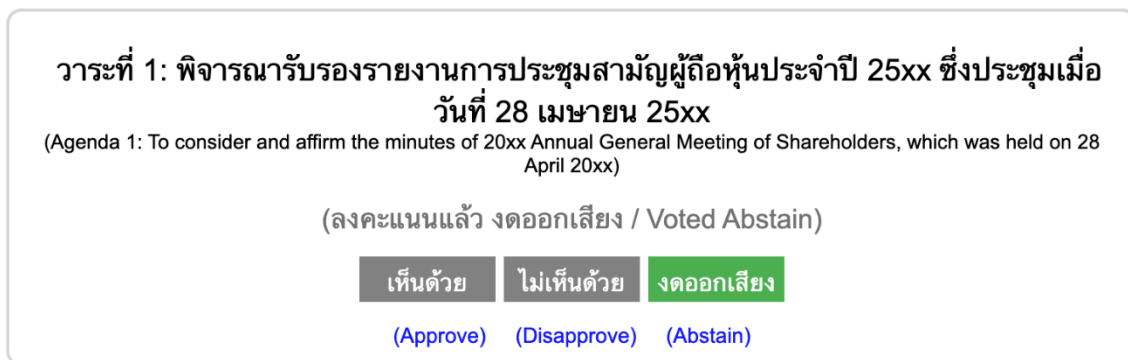 วาระที่ 1: พิจารณารับรองรายงานการประชุมสามัญผู้ถือหุ้นประจำปี 25xx ซึ่งประชุมเมื่อ
วันที่ 28 เมษายน 25xx
(Agenda 1: To consider and affirm the minutes of 20xx Annual General Meeting of Shareholders, which was held on 28
April 20xx)
(ลงคะแนนแล้ว งดออกเสียง / Voted Abstain)
เห็นด้วย ไม่เห็นด้วย งดออกเสียง
(Approve) (Disapprove) (Abstain)